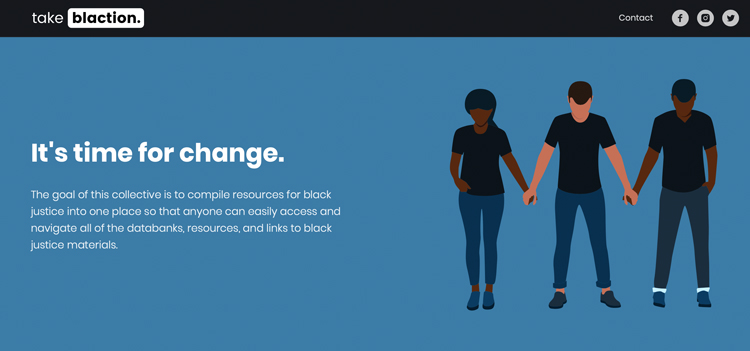 take blaction.
Contact
It's time for change.
The goal of this collective is to compile resources for black
justice into one place so that anyone can easily access and
navigate all of the databanks, resources, and links to black
justice materials.